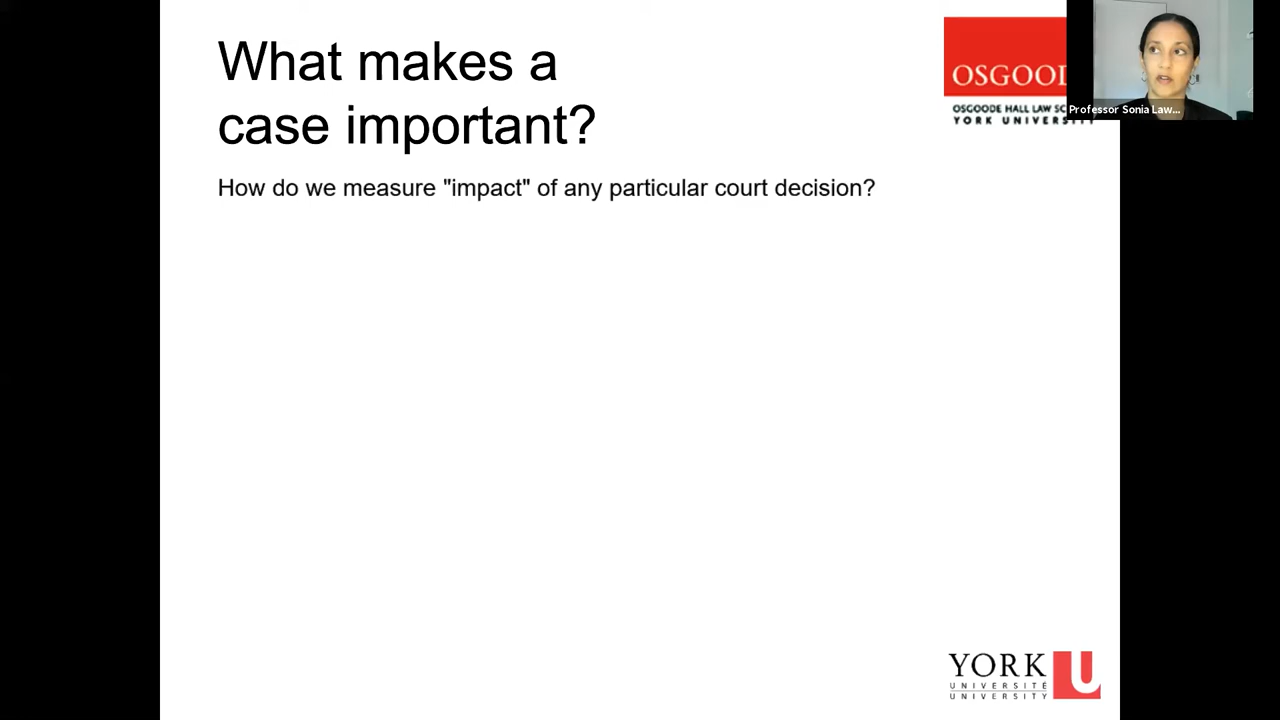 What makes a
case important?
How do we measure "impact" of any particular court decision?
OSGOOD
OSGOODE HALL LAW SC
YORK UNIVERSITY
Professor Sonia Law...
YORK U
UNIVERSITÉ
UNIVERSITY